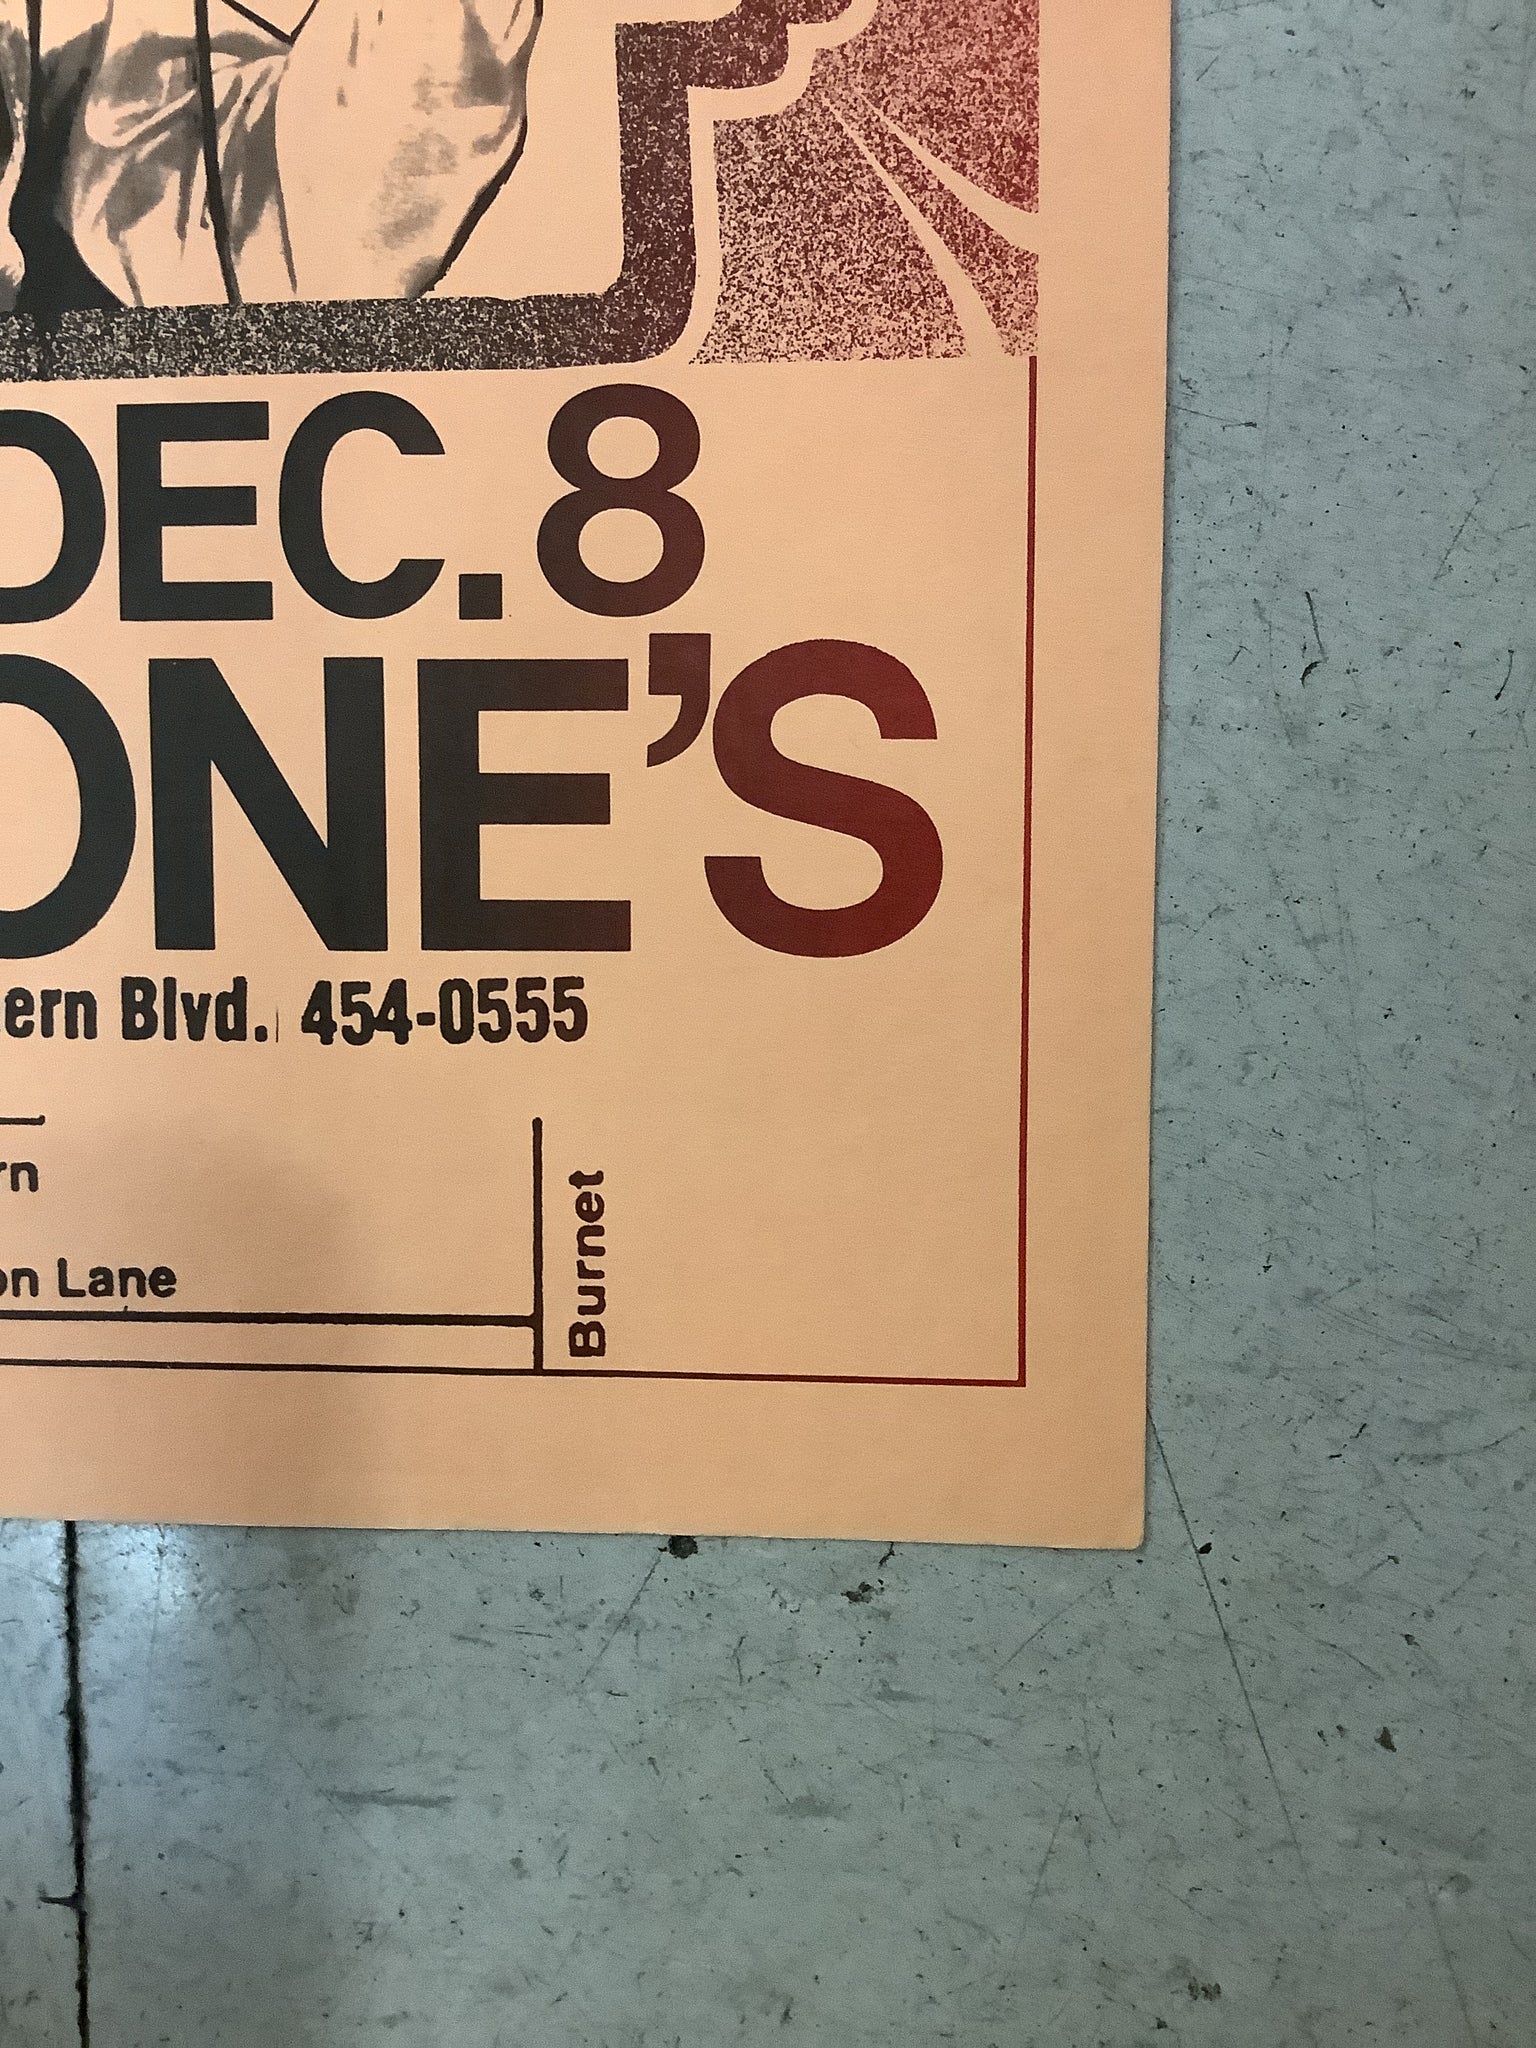 DEC. 8
ONE'S
ern Blvd. 454-0555
rn
on Lane
Burnet